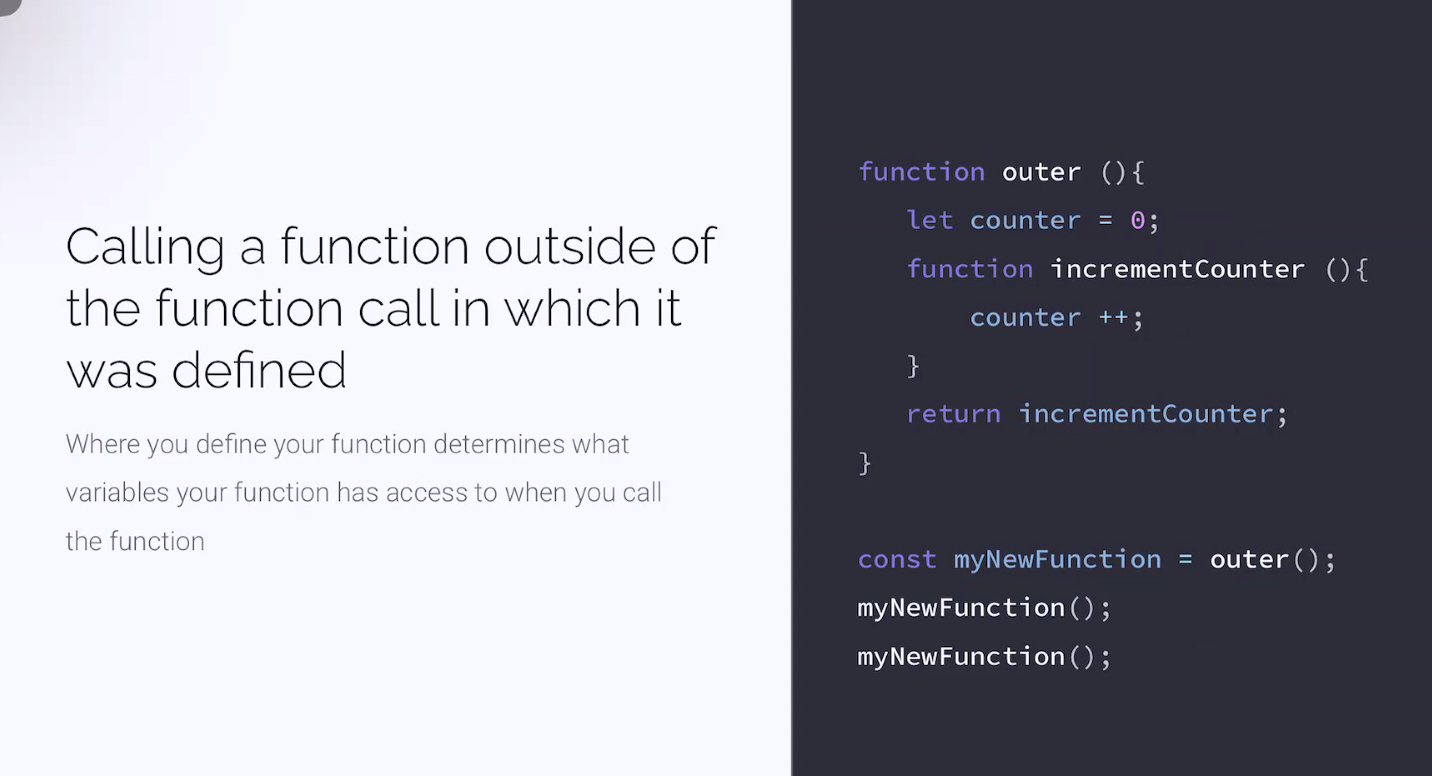 Calling a function outside of
the function call in which it
was defined
Where you define your function determines what
variables your function has access to when you call
the function
function outer (){
let counter = 0;
function incrementCounter (){
counter ++;
}
return incrementCounter;
}
const myNewFunction = outer();
myNewFunction();
myNewFunction();